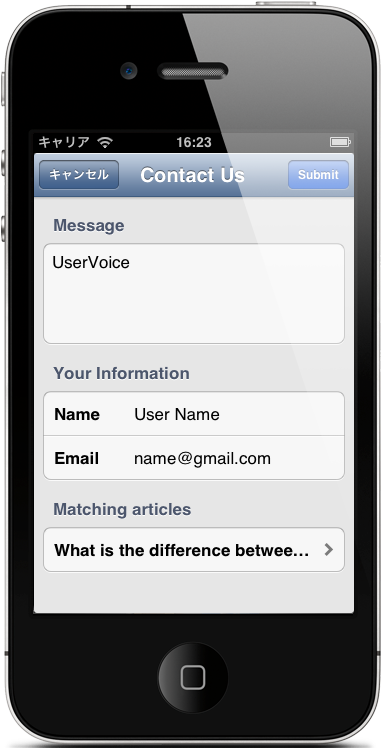 キャリア 16:23
キャンセル Contact Us Submit
Message
UserVoice
Your Information
Name User Name
Email name@gmail.com
Matching articles
What is the difference betwee...